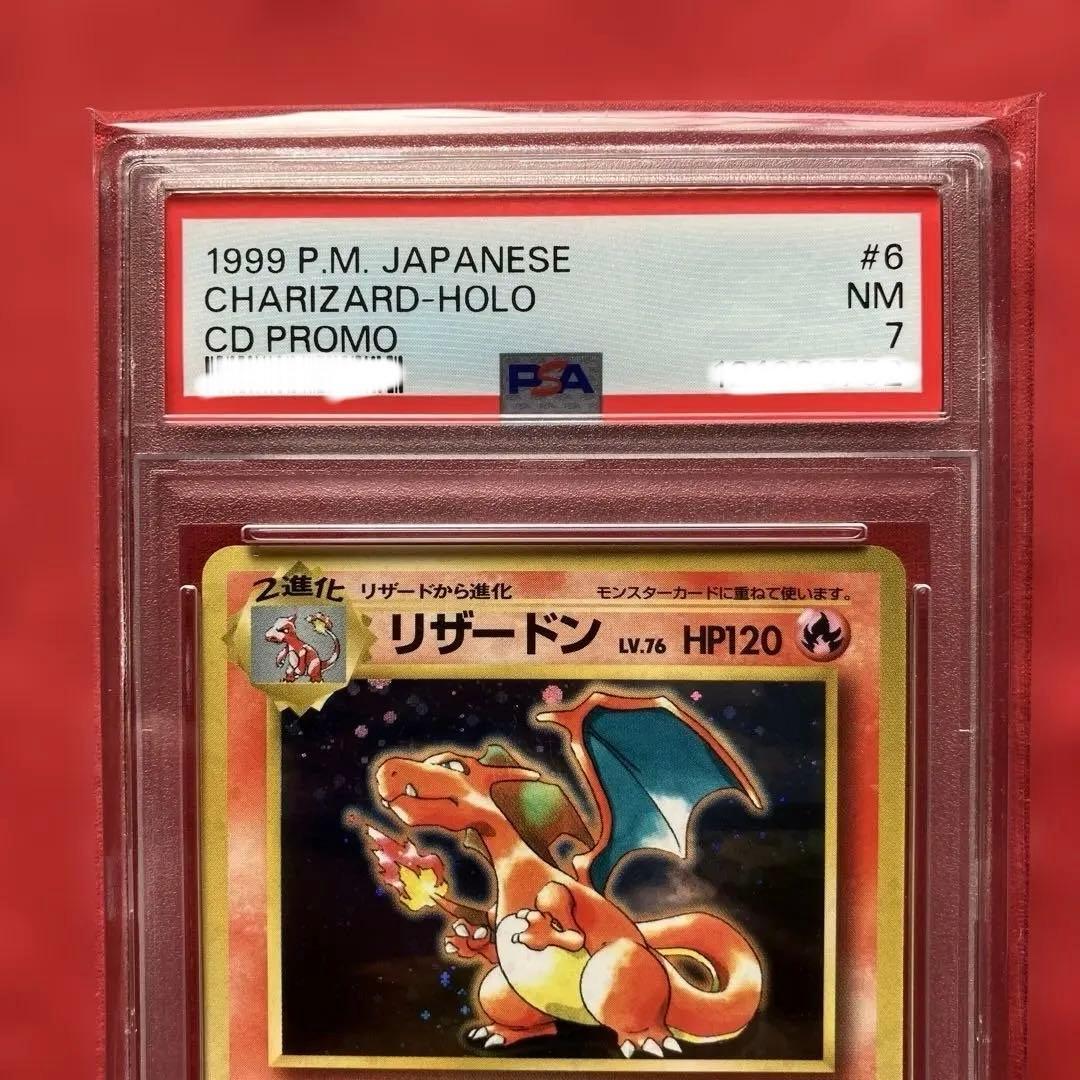 1999 P.M. JAPANESE #6
CHARIZARD-HOLO NM
CD PROMO 7
PSA
2進化 リザードから進化 モンスターカードに重ねて使います。
リザードン LV.76 HP120